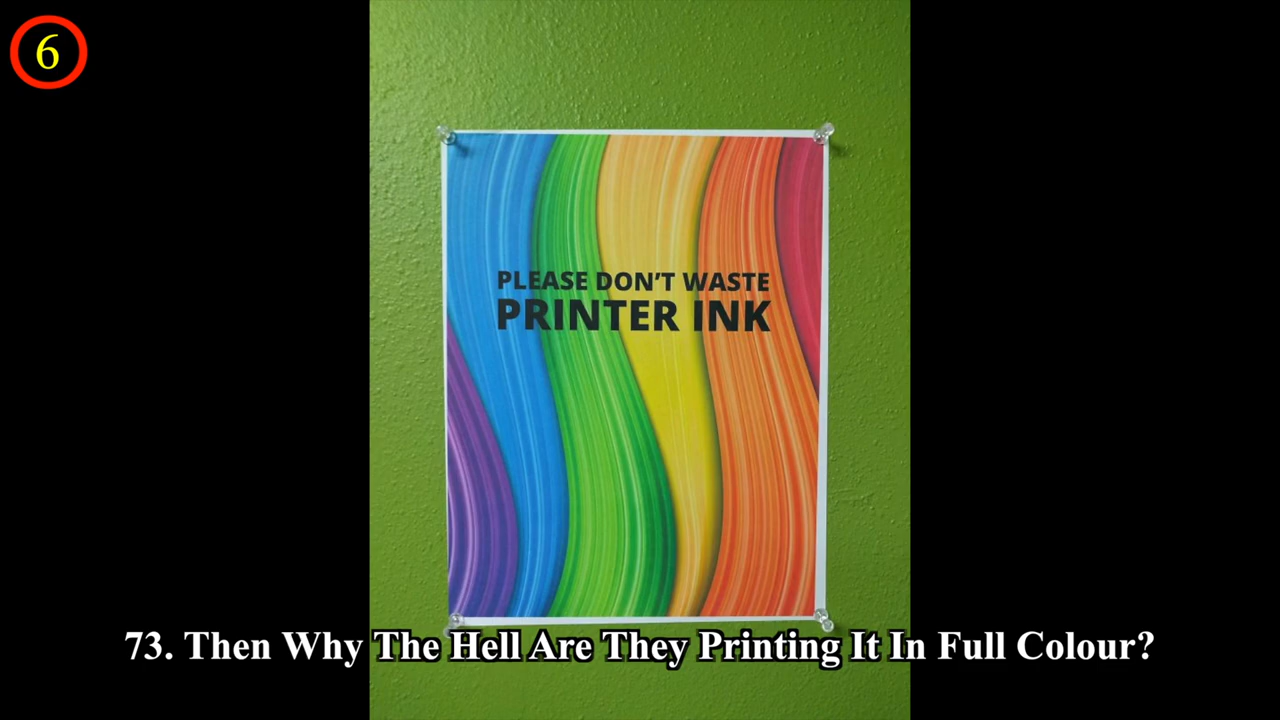 6
PLEASE DON'T WASTE
PRINTER INK
73. Then Why The Hell Are They Printing It In Full Colour?